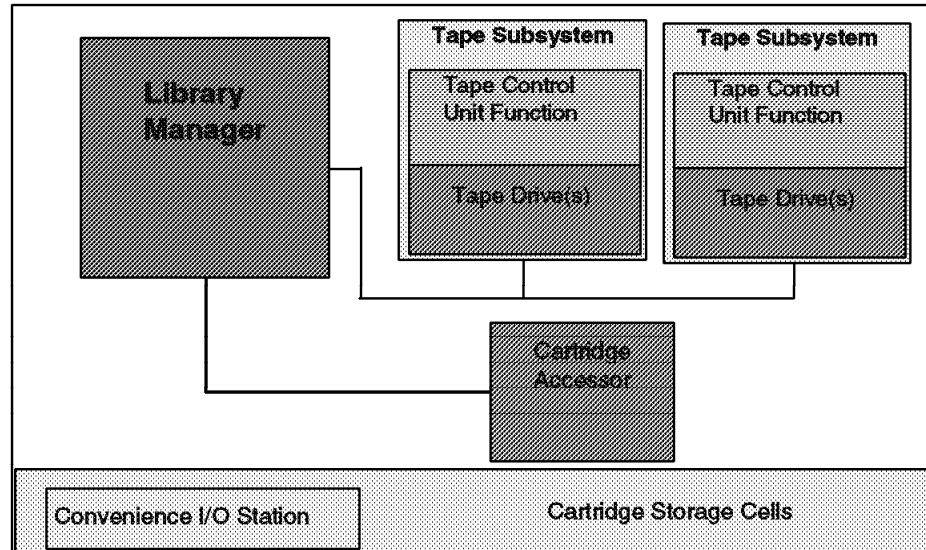 Library
Manager
Tape Subsystem
Tape Control
Unit Function
Tape Drive(s)
Tape Subsystem
Tape Control
Unit Function
Tape Drive(s)
Cartridge
Accessor
Convenience I/O Station
Cartridge Storage Cells